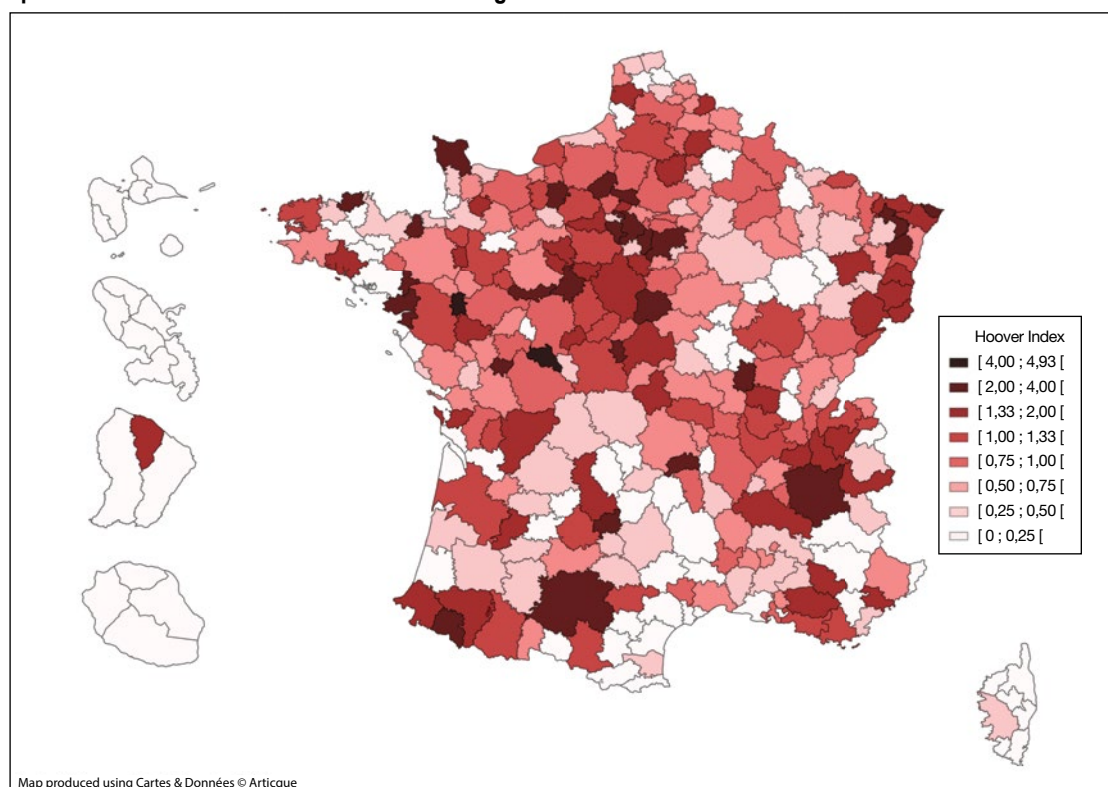 Hoover Index
[ 4,00 ; 4,93 [
[ 2,00 ; 4,00 [
[ 1,33 ; 2,00 [
[ 1,00 ; 1,33 [
[ 0,75 ; 1,00 [
[ 0,50 ; 0,75 [
[ 0,25 ; 0,50 [
[ 0 ; 0,25 [
Map produced using Cartes & Données © Articque